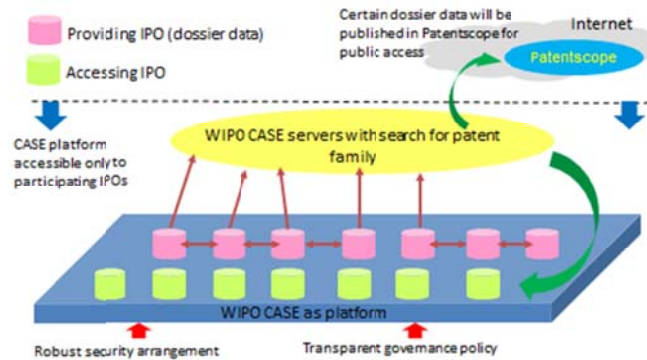 Providing IPO (dossier data)
Accessing IPO
Certain dossier data will be
published in Patentscope for
public access
Internet
Patentscope
CASE platform
accessible only to
participating IPOs
WIPO CASE servers with search for patent
family
WIPO CASE as platform
Robust security arrangement
Transparent governance policy